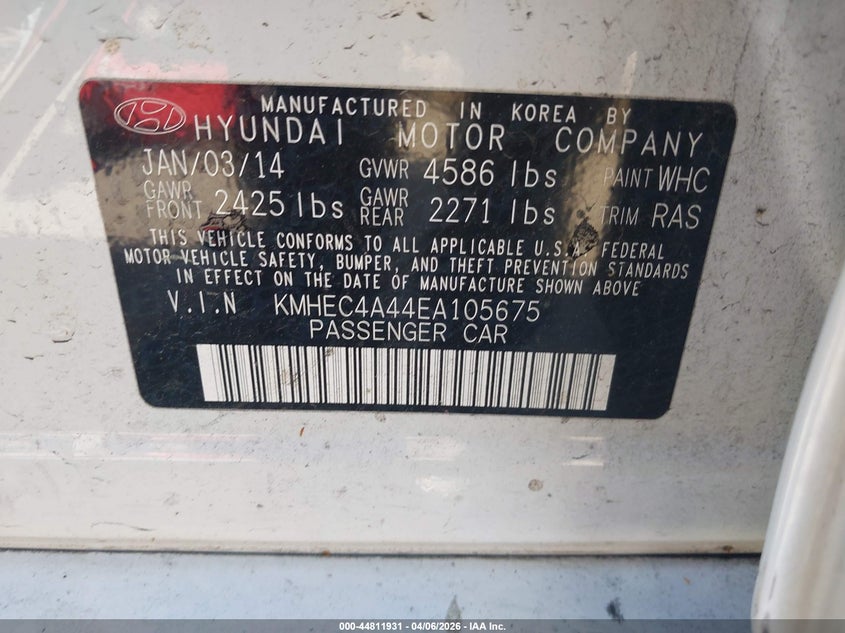 MANUFACTURED IN KOREA BY
HYUNDAI MOTOR COMPANY
JAN/03/14 GVWR 4586 lbs PAINT WHC
GAWR FRONT 2425 lbs GAWR REAR 2271 lbs TRIM RAS
THIS VEHICLE CONFORMS TO ALL APPLICABLE U.S.A. FEDERAL
MOTOR VEHICLE SAFETY, BUMPER, AND THEFT PREVENTION STANDARDS
IN EFFECT ON THE DATE OF MANUFACTURE SHOWN ABOVE
V.I.N KMHEC4A44EA105675
PASSENGER CAR
000-44811931 - 04/06/2026 - IAA Inc.